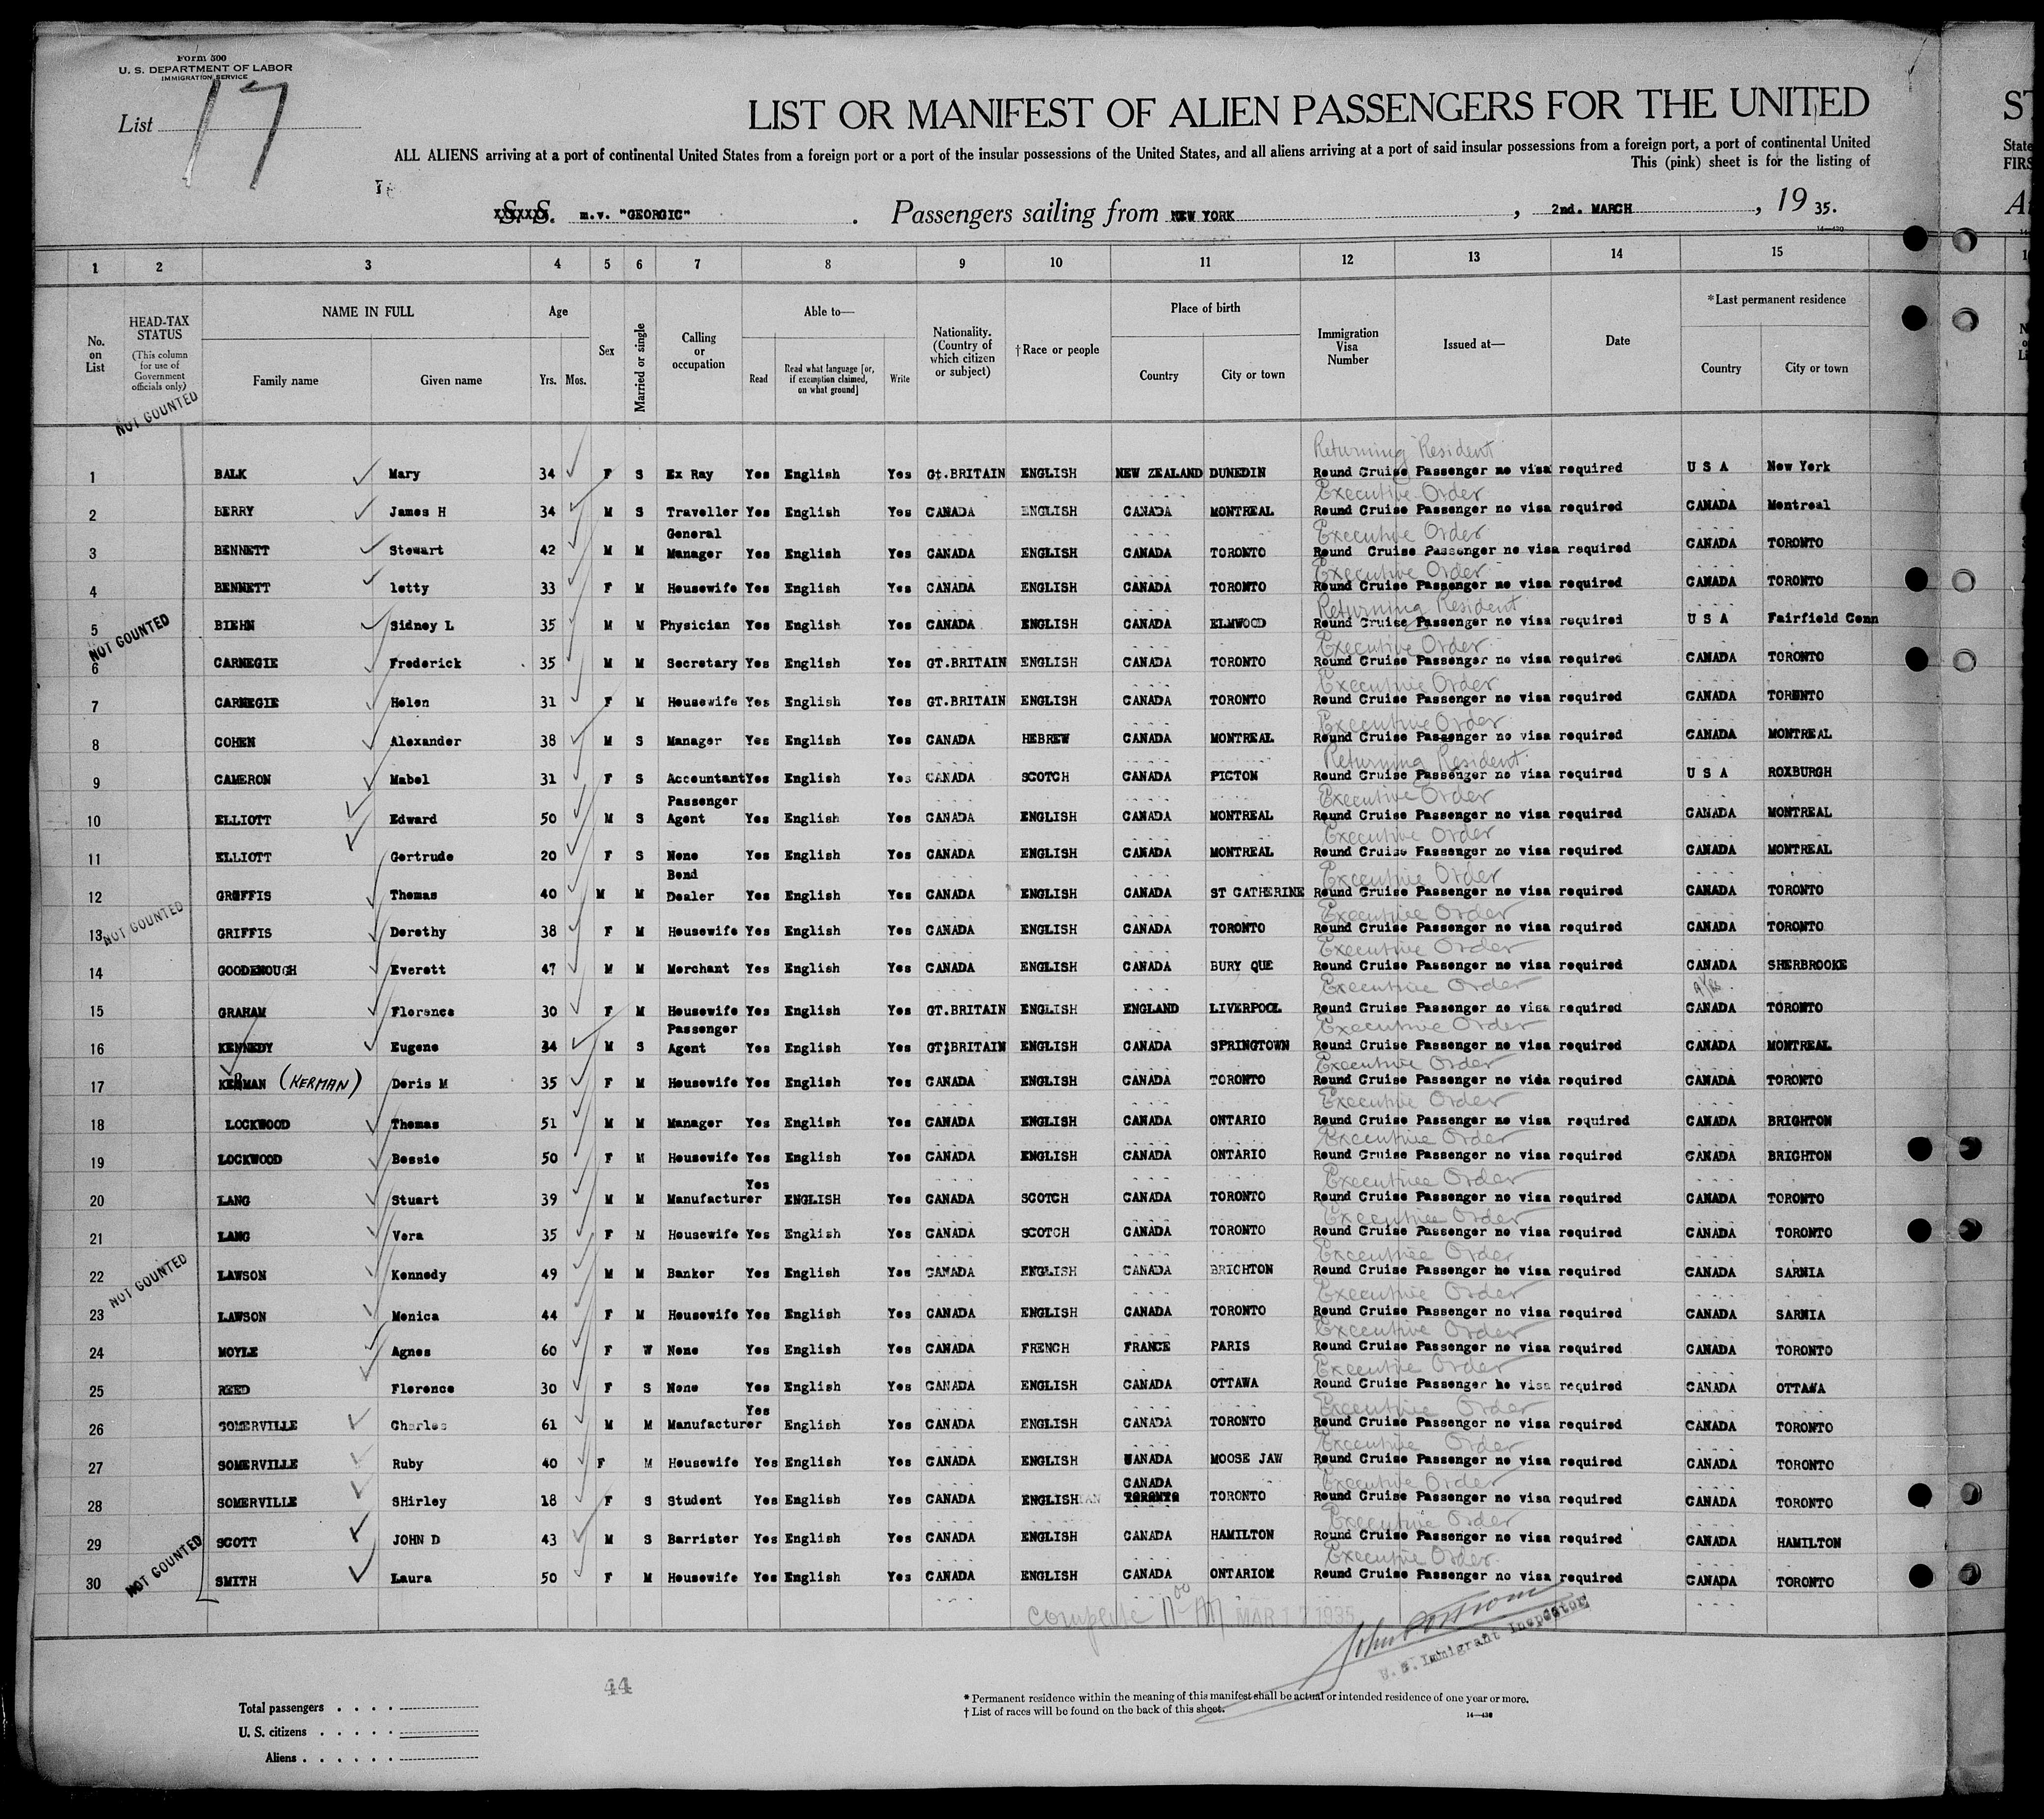 Form 500
U. S. DEPARTMENT OF LABOR
IMMIGRATION SERVICE
List 17
LIST OR MANIFEST OF ALIEN PASSENGERS FOR THE UNITED
ST
ALL ALIENS arriving at a port of continental United States from a foreign port or a port of the insular possessions of the United States, and all aliens arriving at a port of said insular possessions from a foreign port, a port of continental United
State
This (pink) sheet is for the listing of
FIRS
S. S. m.v. "GEORGIC". Passengers sailing from NEW YORK, 2nd. MARCH, 19 35.
14—430
1 2 3 4 5 6 7 8 9 10 11 12 13 14 15
No. on List
HEAD-TAX STATUS
(This column for use of Government officials only)
NAME IN FULL
Family name Given name
Age
Yrs. Mos.
Sex
Married or single
Calling or occupation
Able to—
Read
Read what language [or, if exemption claimed, on what ground]
Write
Nationality. (Country of which citizen or subject)
† Race or people
Place of birth
Country City or town
Immigration Visa Number
Issued at—
Date
* Last permanent residence
Country City or town
NOT COUNTED
Returning Resident
1 BALK Mary 34 F S Ex Ray Yes English Yes Gt.BRITAIN ENGLISH NEW ZEALAND DUNEDIN Round Cruise Passenger no visa required U S A New York
Executive Order
2 BERRY James H 34 M S Traveller Yes English Yes CANADA ENGLISH CANADA MONTREAL Round Cruise Passenger no visa required CANADA Montreal
Executive Order
3 BENNETT Stewart 42 M M General Manager Yes English Yes CANADA ENGLISH CANADA TORONTO Round Cruise Passenger no visa required CANADA TORONTO
Executive Order
4 BENNETT letty 33 F M Housewife Yes English Yes CANADA ENGLISH CANADA TORONTO Round Cruise Passenger no visa required CANADA TORONTO
Returning Resident
5 BIEHN Sidney L 35 M M Physician Yes English Yes CANADA ENGLISH CANADA ELMWOOD Round Cruise Passenger no visa required U S A Fairfield Conn
NOT COUNTED
Executive Order
6 CARNEGIE Frederick 35 M M Secretary Yes English Yes GT.BRITAIN ENGLISH CANADA TORONTO Round Cruise Passenger no visa required CANADA TORONTO
Executive Order
7 CARNEGIE Helen 31 F M Housewife Yes English Yes GT.BRITAIN ENGLISH CANADA TORONTO Round Cruise Passenger no visa required CANADA TORONTO
Executive Order
8 COHEN Alexander 38 M S Manager Yes English Yes CANADA HEBREW CANADA MONTREAL Round Cruise Passenger no visa required CANADA MONTREAL
Returning Resident
9 CAMERON Mabel 31 F S Accountant Yes English Yes CANADA SCOTCH CANADA PICTON Round Cruise Passenger no visa required U S A ROXBURGH
Executive Order
10 ELLIOTT Edward 50 M S Passenger Agent Yes English Yes CANADA ENGLISH CANADA MONTREAL Round Cruise Passenger no visa required CANADA MONTREAL
Executive Order
11 ELLIOTT Gertrude 20 F S None Yes English Yes CANADA ENGLISH CANADA MONTREAL Round Cruise Passenger no visa required CANADA MONTREAL
Executive Order
12 GRIFFIS Thomas 40 M M Bond Dealer Yes English Yes CANADA ENGLISH CANADA ST CATHERINE Round Cruise Passenger no visa required CANADA TORONTO
NOT COUNTED
Executive Order
13 GRIFFIS Dorothy 38 F M Housewife Yes English Yes CANADA ENGLISH CANADA TORONTO Round Cruise Passenger no visa required CANADA TORONTO
Executive Order
14 GOODENOUGH Everett 47 M M Merchant Yes English Yes CANADA ENGLISH CANADA BURY QUE Round Cruise Passenger no visa required CANADA SHERBROOKE
Executive Order
15 GRAHAM Florence 30 F M Housewife Yes English Yes GT.BRITAIN ENGLISH ENGLAND LIVERPOOL Round Cruise Passenger no visa required CANADA TORONTO
Executive Order
16 KENNEDY Eugene 34 M S Passenger Agent Yes English Yes GT.BRITAIN ENGLISH CANADA SPRINGTOWN Round Cruise Passenger no visa required CANADA MONTREAL
Executive Order
17 KERMAN (KERMAN) Doris M 35 F M Housewife Yes English Yes CANADA ENGLISH CANADA TORONTO Round Cruise Passenger no visa required CANADA TORONTO
Executive Order
18 LOCKWOOD Thomas 51 M M Manager Yes English Yes CANADA ENGLISH CANADA ONTARIO Round Cruise Passenger no visa required CANADA BRIGHTON
Executive Order
19 LOCKWOOD Bessie 50 F M Housewife Yes English Yes CANADA ENGLISH CANADA ONTARIO Round Cruise Passenger no visa required CANADA BRIGHTON
Executive Order
20 LANG Stuart 39 M M Manufacturer Yes ENGLISH Yes CANADA SCOTCH CANADA TORONTO Round Cruise Passenger no visa required CANADA TORONTO
Executive Order
21 LANG Vera 35 F M Housewife Yes English Yes CANADA SCOTCH CANADA TORONTO Round Cruise Passenger no visa required CANADA TORONTO
Executive Order
22 LAWSON Kennedy 49 M M Banker Yes English Yes CANADA ENGLISH CANADA BRIGHTON Round Cruise Passenger no visa required CANADA SARNIA
NOT COUNTED
Executive Order
23 LAWSON Monica 44 F M Housewife Yes English Yes CANADA ENGLISH CANADA TORONTO Round Cruise Passenger no visa required CANADA SARNIA
Executive Order
24 MOYLE Agnes 60 F W None Yes English Yes CANADA FRENCH FRANCE PARIS Round Cruise Passenger no visa required CANADA TORONTO
Executive Order
25 REED Florence 30 F S None Yes English Yes CANADA ENGLISH CANADA OTTAWA Round Cruise Passenger no visa required CANADA OTTAWA
Executive Order
26 SOMERVILLE Charles 61 M M Manufacturer Yes English Yes CANADA ENGLISH CANADA TORONTO Round Cruise Passenger no visa required CANADA TORONTO
Executive Order
27 SOMERVILLE Ruby 40 F M Housewife Yes English Yes CANADA ENGLISH CANADA MOOSE JAW Round Cruise Passenger no visa required CANADA TORONTO
Executive Order
28 SOMERVILLE SHirley 18 F S Student Yes English Yes CANADA ENGLISH CANADA TORONTO TORONTO Round Cruise Passenger no visa required CANADA TORONTO
Executive Order
29 SCOTT JOHN D 43 M S Barrister Yes English Yes CANADA ENGLISH CANADA HAMILTON Round Cruise Passenger no visa required CANADA HAMILTON
NOT COUNTED
Executive Order
30 SMITH Laura 50 F M Housewife Yes English Yes CANADA ENGLISH CANADA ONTARION Round Cruise Passenger no visa required CANADA TORONTO
complete 11 00 AM MAR 17 1935
John
U. S. Immigrant Inspector
44
Total passengers
U. S. citizens
Aliens
* Permanent residence within the meaning of this manifest shall be actual or intended residence of one year or more.
† List of races will be found on the back of this sheet.
14—430